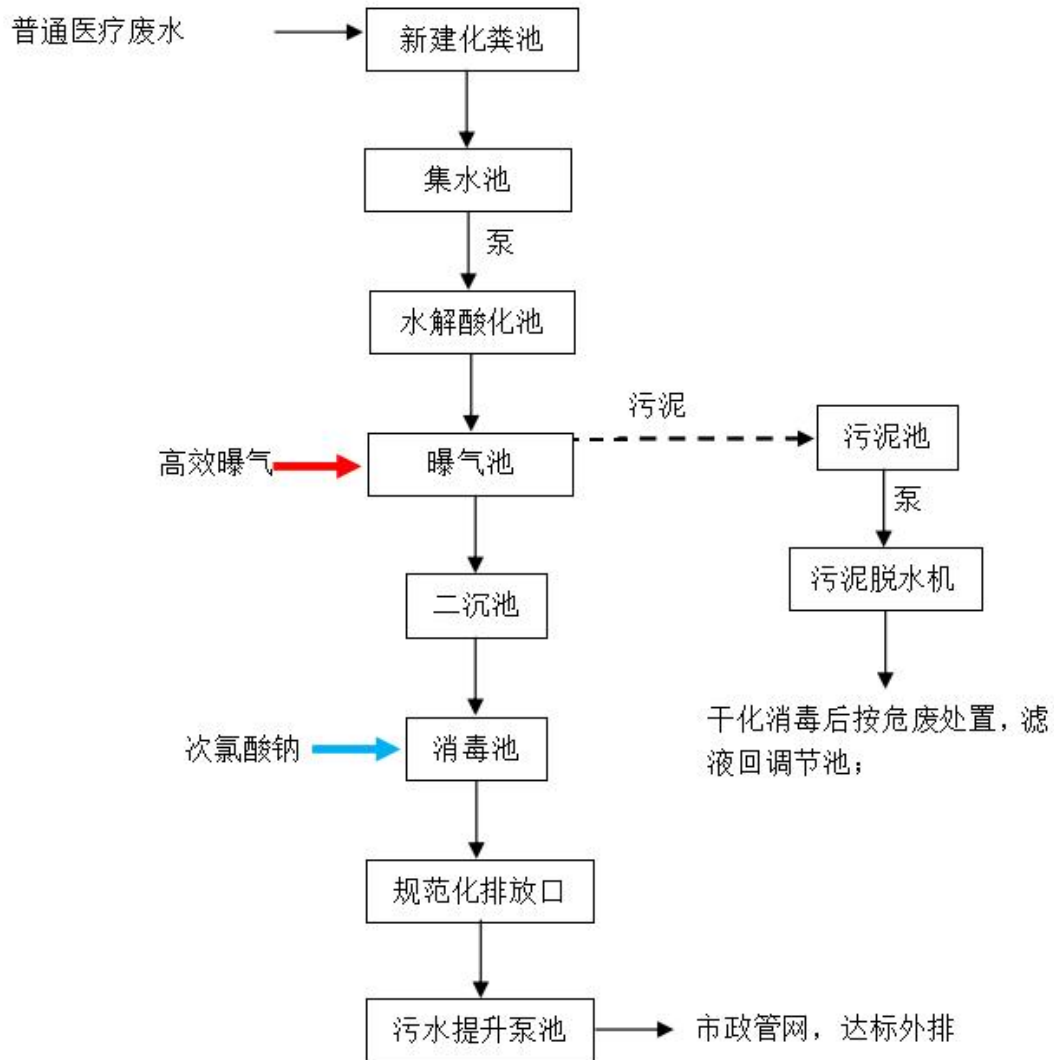 普通医疗废水
新建化粪池
集水池
泵
水解酸化池
污泥
污泥池
高效曝气
曝气池
泵
污泥脱水机
二沉池
干化消毒后按危废处置，滤
液回调节池；
次氯酸钠
消毒池
规范化排放口
污水提升泵池
市政管网，达标外排